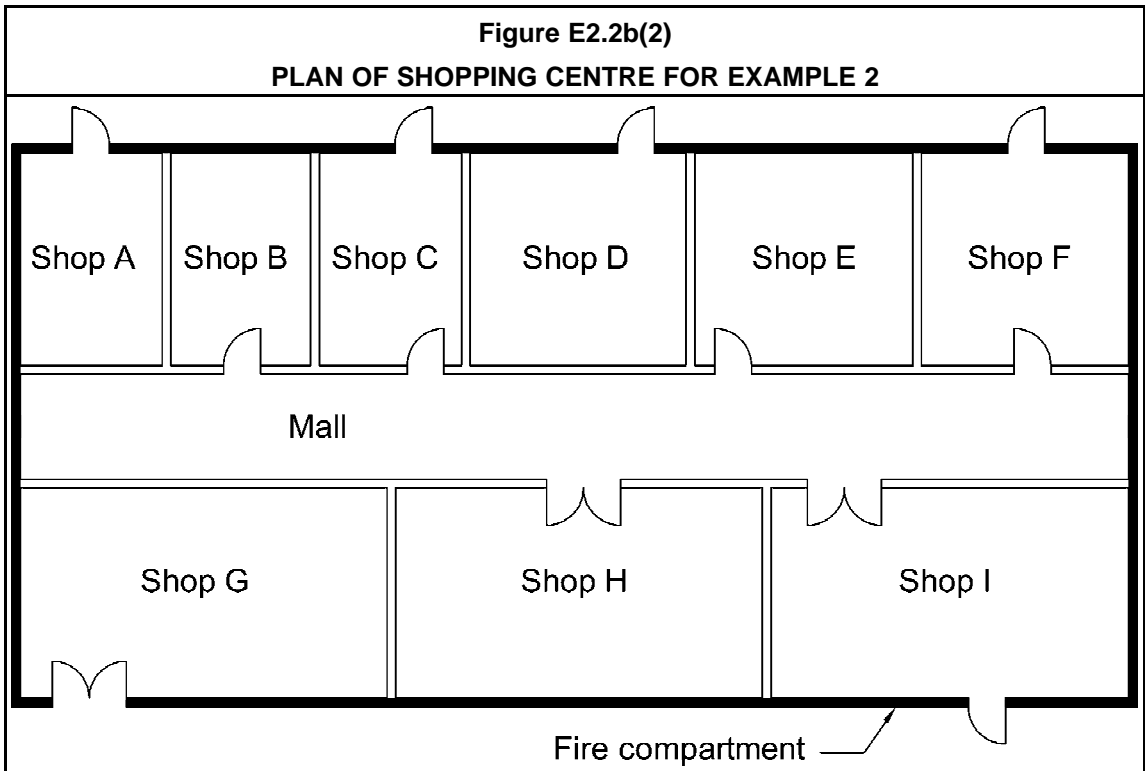 Figure E2.2b(2)
PLAN OF SHOPPING CENTRE FOR EXAMPLE 2
Shop A
Shop B
Shop C
Shop D
Shop E
Shop F
Mall
Shop G
Shop H
Shop I
Fire compartment